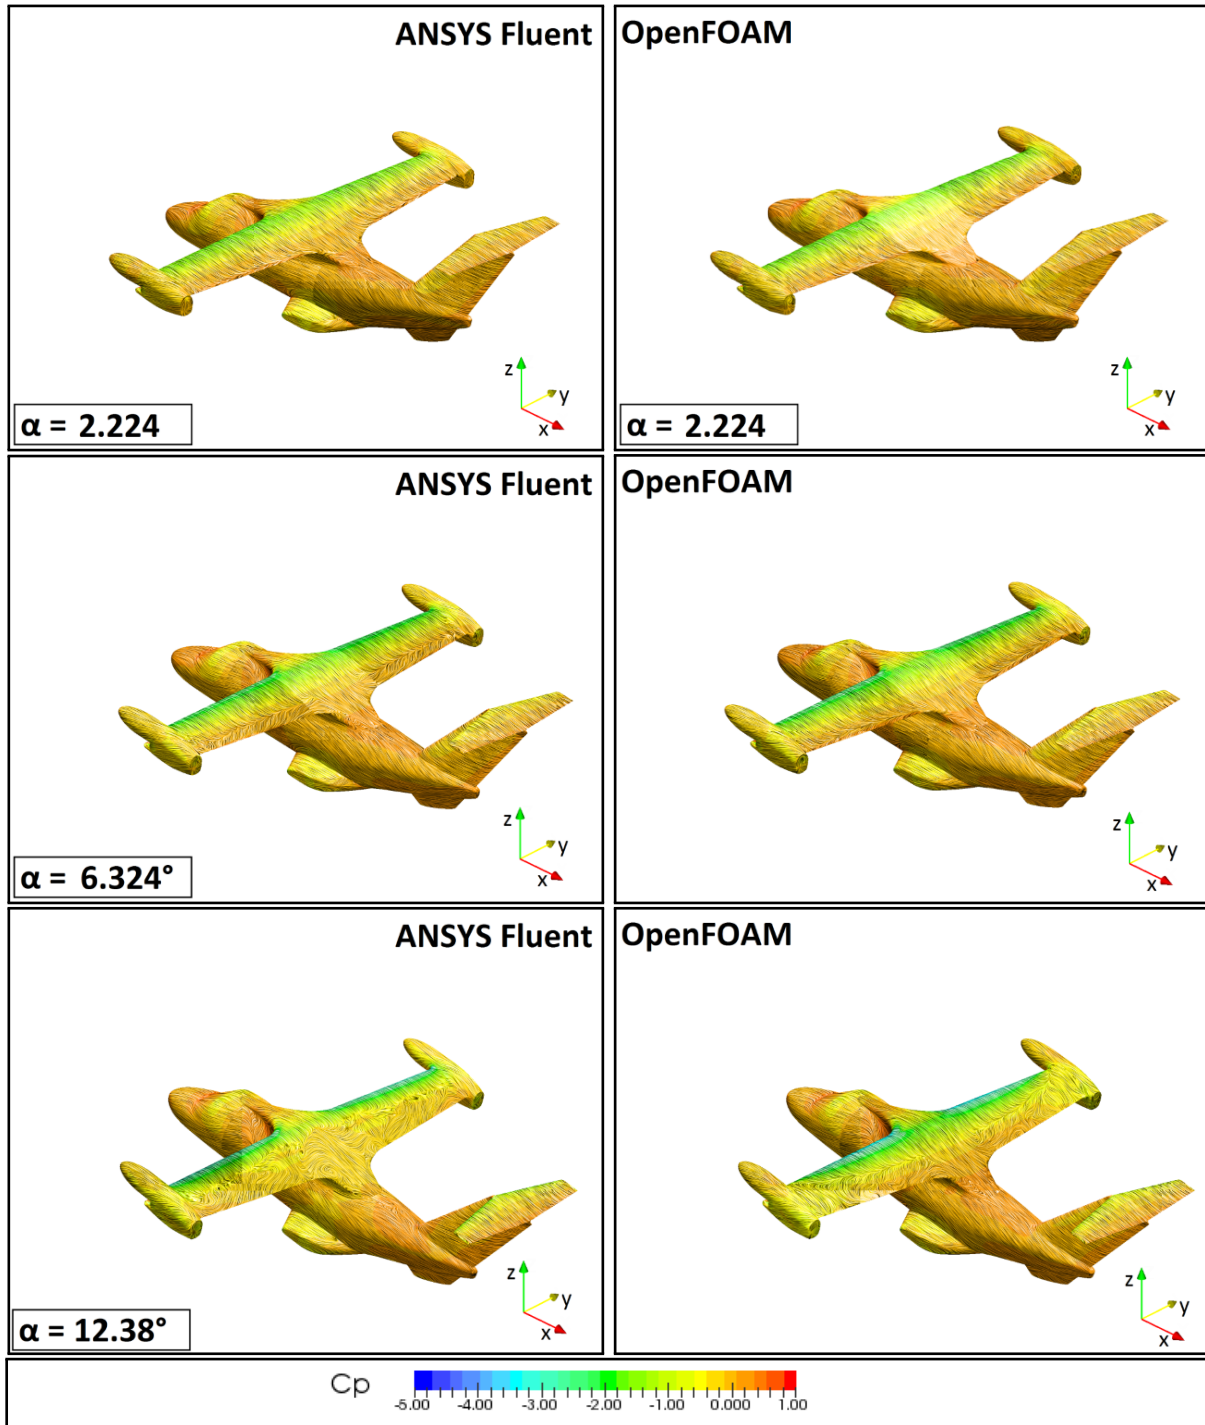 ANSYS Fluent
OpenFOAM
z
y
x
α = 2.224
z
y
x
α = 2.224
ANSYS Fluent
OpenFOAM
z
y
x
α = 6.324°
z
y
x
ANSYS Fluent
OpenFOAM
z
y
x
α = 12.38°
z
y
x
Cp
-5.00 -4.00 -3.00 -2.00 -1.00 0.000 1.00